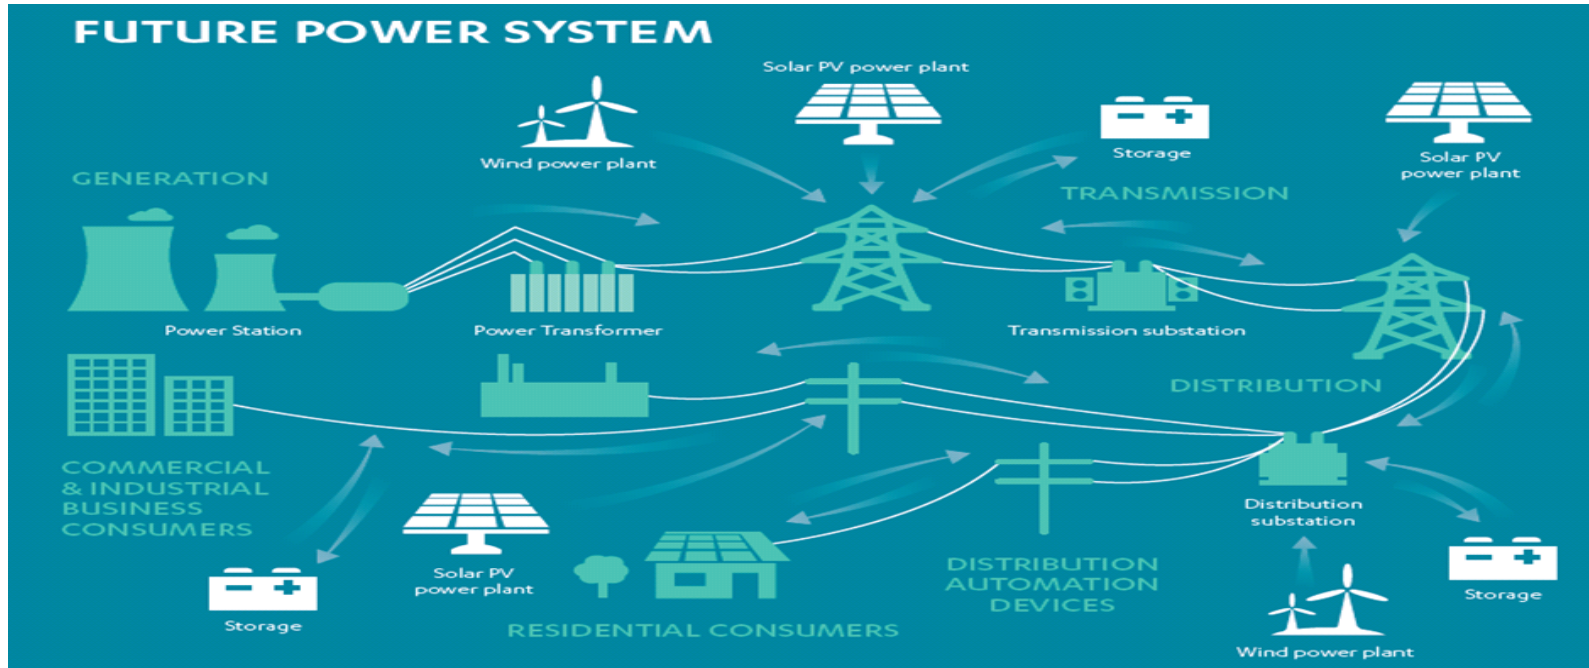 FUTURE POWER SYSTEM
Solar PV power plant
Wind power plant
Storage
Solar PV
power plant
GENERATION
TRANSMISSION
Power Station
Power Transformer
Transmission substation
DISTRIBUTION
COMMERCIAL
& INDUSTRIAL
BUSINESS
CONSUMERS
Distribution
substation
Solar PV
power plant
DISTRIBUTION
AUTOMATION
DEVICES
Storage
Storage
RESIDENTIAL CONSUMERS
Wind power plant